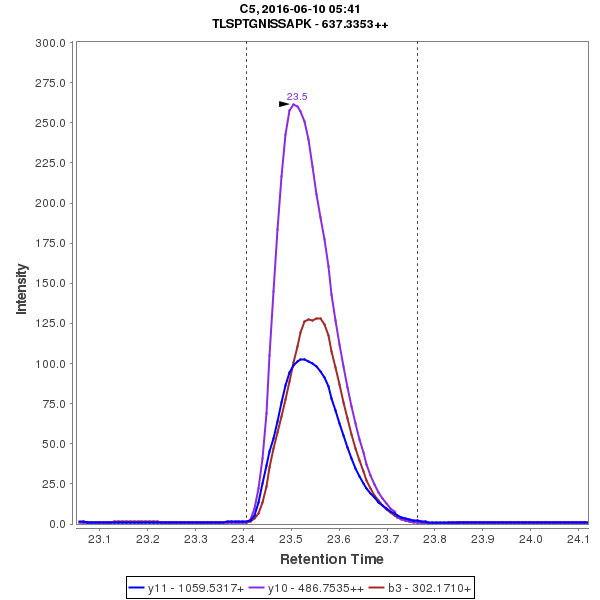 C5, 2016-06-10 05:41
TLSPTGNISSAPK - 637.3353++
300.0
275.0
250.0
225.0
200.0
175.0
150.0
125.0
100.0
75.0
50.0
25.0
0.0
Intensity
23.5
23.1 23.2 23.3 23.4 23.5 23.6 23.7 23.8 23.9 24.0 24.1
Retention Time
y11 - 1059.5317+ y10 - 486.7535++ b3 - 302.1710+